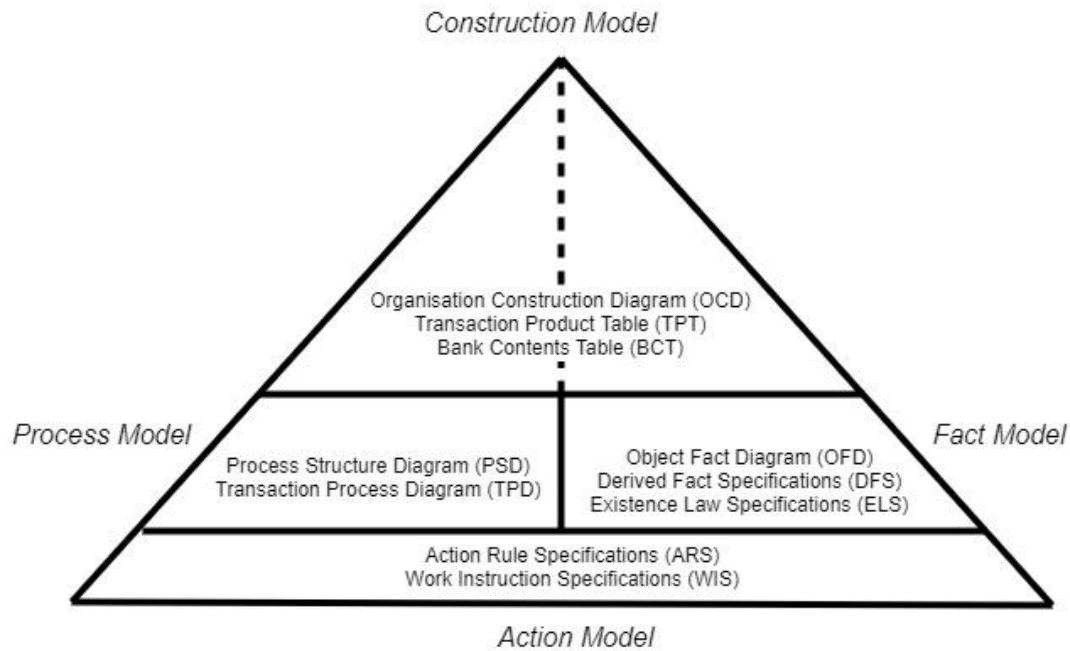 Construction Model
Organisation Construction Diagram (OCD)
Transaction Product Table (TPT)
Bank Contents Table (BCT)
Process Model
Fact Model
Process Structure Diagram (PSD)
Transaction Process Diagram (TPD)
Object Fact Diagram (OFD)
Derived Fact Specifications (DFS)
Existence Law Specifications (ELS)
Action Rule Specifications (ARS)
Work Instruction Specifications (WIS)
Action Model